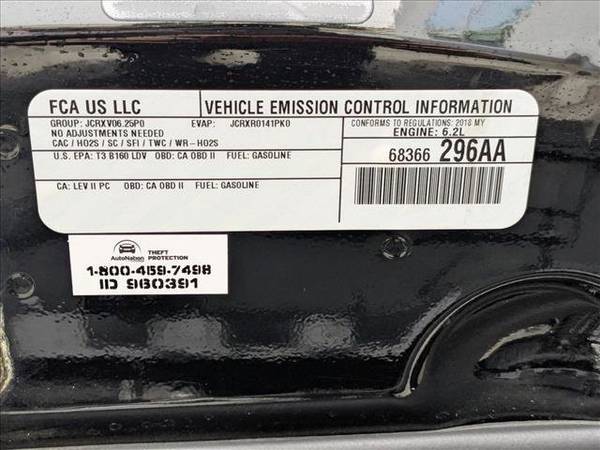 FCA US LLC
VEHICLE EMISSION CONTROL INFORMATION
GROUP: JCRXV06.25P0 EVAP: JCRXR0141PK0
CONFORMS TO REGULATIONS: 2018 MY
NO ADJUSTMENTS NEEDED
ENGINE: 6.2L
CAC / HO2S / SC / SFI / TWC / WR-HO2S
U.S. EPA: T3 B160 LDV OBD: CA OBD II FUEL: GASOLINE
68366 296AA
CA: LEV II PC OBD: CA OBD II FUEL: GASOLINE
AutoNation
THEFT
PROTECTION
1-800-459-7498
ID 960391